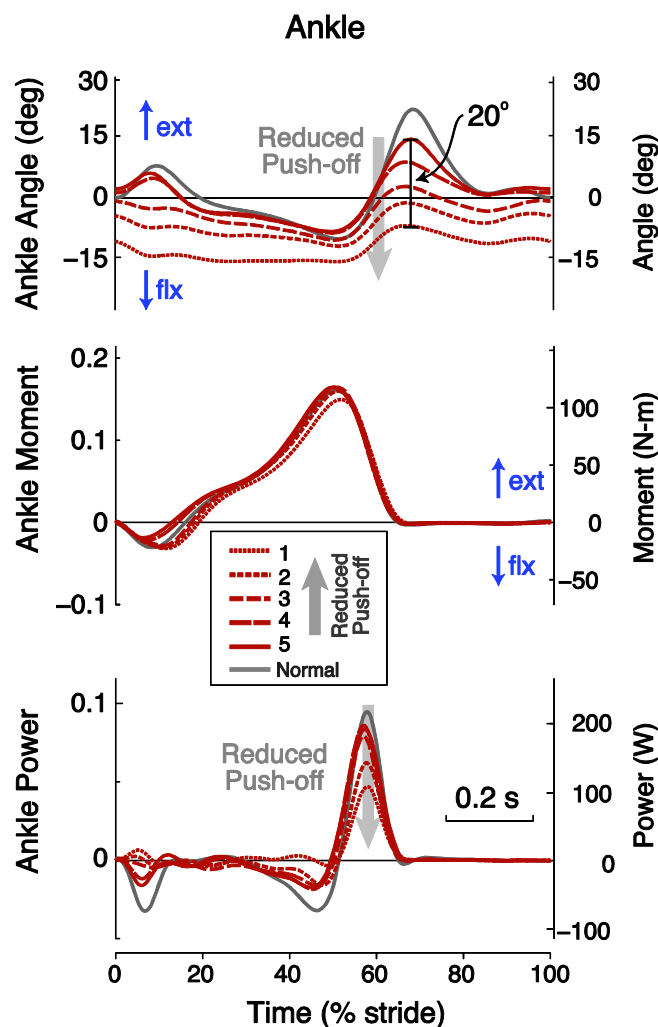 Ankle
Ankle Angle (deg)
30
15
0
−15
ext
flx
Reduced
Push-off
20°
30
15
0
−15
Angle (deg)
Ankle Moment
0.2
0.1
0
−0.1
100
50
0
−50
Moment (N-m)
ext
flx
1
2
3
4
5
Normal
Reduced
Push-off
Ankle Power
0.1
0
Reduced
Push-off
0.2 s
200
100
0
−100
Power (W)
0
20
40
60
80
100
Time (% stride)